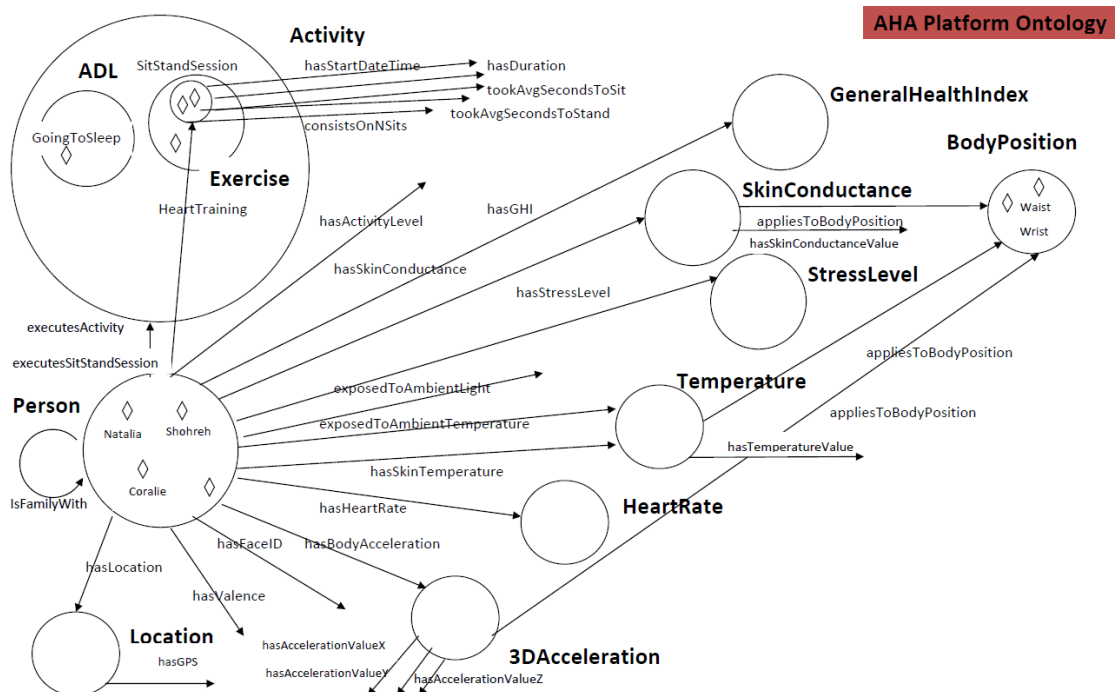 AHA Platform Ontology
Activity
ADL
SitStandSession
hasStartDateTime
hasDuration
tookAvgSecondsToSit
tookAvgSecondsToStand
consistsOnNSits
GoingToSleep
Exercise
HeartTraining
GeneralHealthIndex
BodyPosition
Waist
Wrist
SkinConductance
appliesToBodyPosition
hasSkinConductanceValue
hasActivityLevel
hasGHI
hasSkinConductance
StressLevel
hasStressLevel
executesActivity
executesSitStandSession
appliesToBodyPosition
Person
Natalia
Shohreh
Coralie
IsFamilyWith
exposedToAmbientLight
exposedToAmbientTemperature
Temperature
appliesToBodyPosition
hasTemperatureValue
hasSkinTemperature
HeartRate
hasHeartRate
hasFaceID
hasBodyAcceleration
hasLocation
hasValence
Location
hasGPS
hasAccelerationValueX
hasAccelerationValueY
hasAccelerationValueZ
3DAcceleration